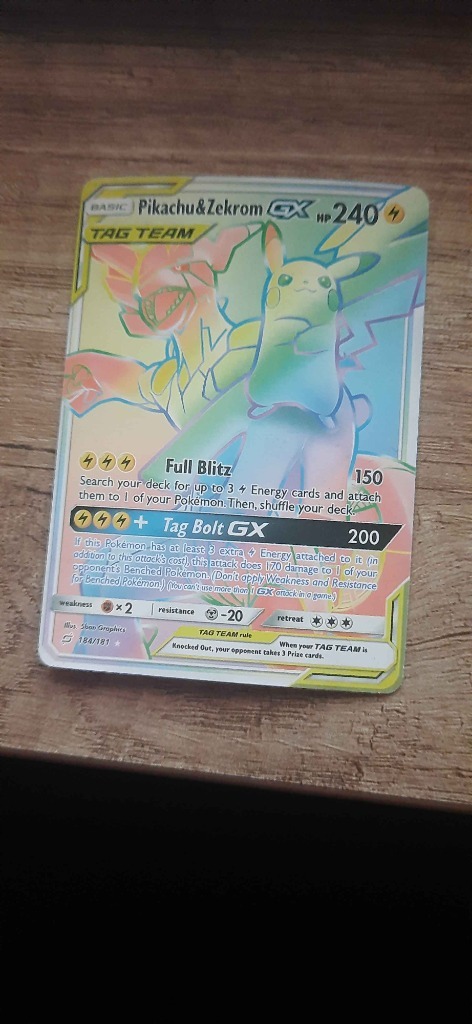 BASIC Pikachu&Zekrom GX HP240
TAG TEAM
Full Blitz 150
Search your deck for up to 3 Energy cards and attach
them to 1 of your Pokémon. Then, shuffle your deck.
+ Tag Bolt GX 200
If this Pokémon has at least 3 extra Energy attached to it (in
addition to this attack's cost), this attack does 170 damage to 1 of your
opponent's Benched Pokémon. (Don't apply Weakness and Resistance
for Benched Pokémon.) (You can't use more than 1 GX attack in a game.)
weakness ×2 resistance -20 retreat
Illus. 5ban Graphics
184/181
TAG TEAM rule
When your TAG TEAM is
Knocked Out, your opponent takes 3 Prize cards.